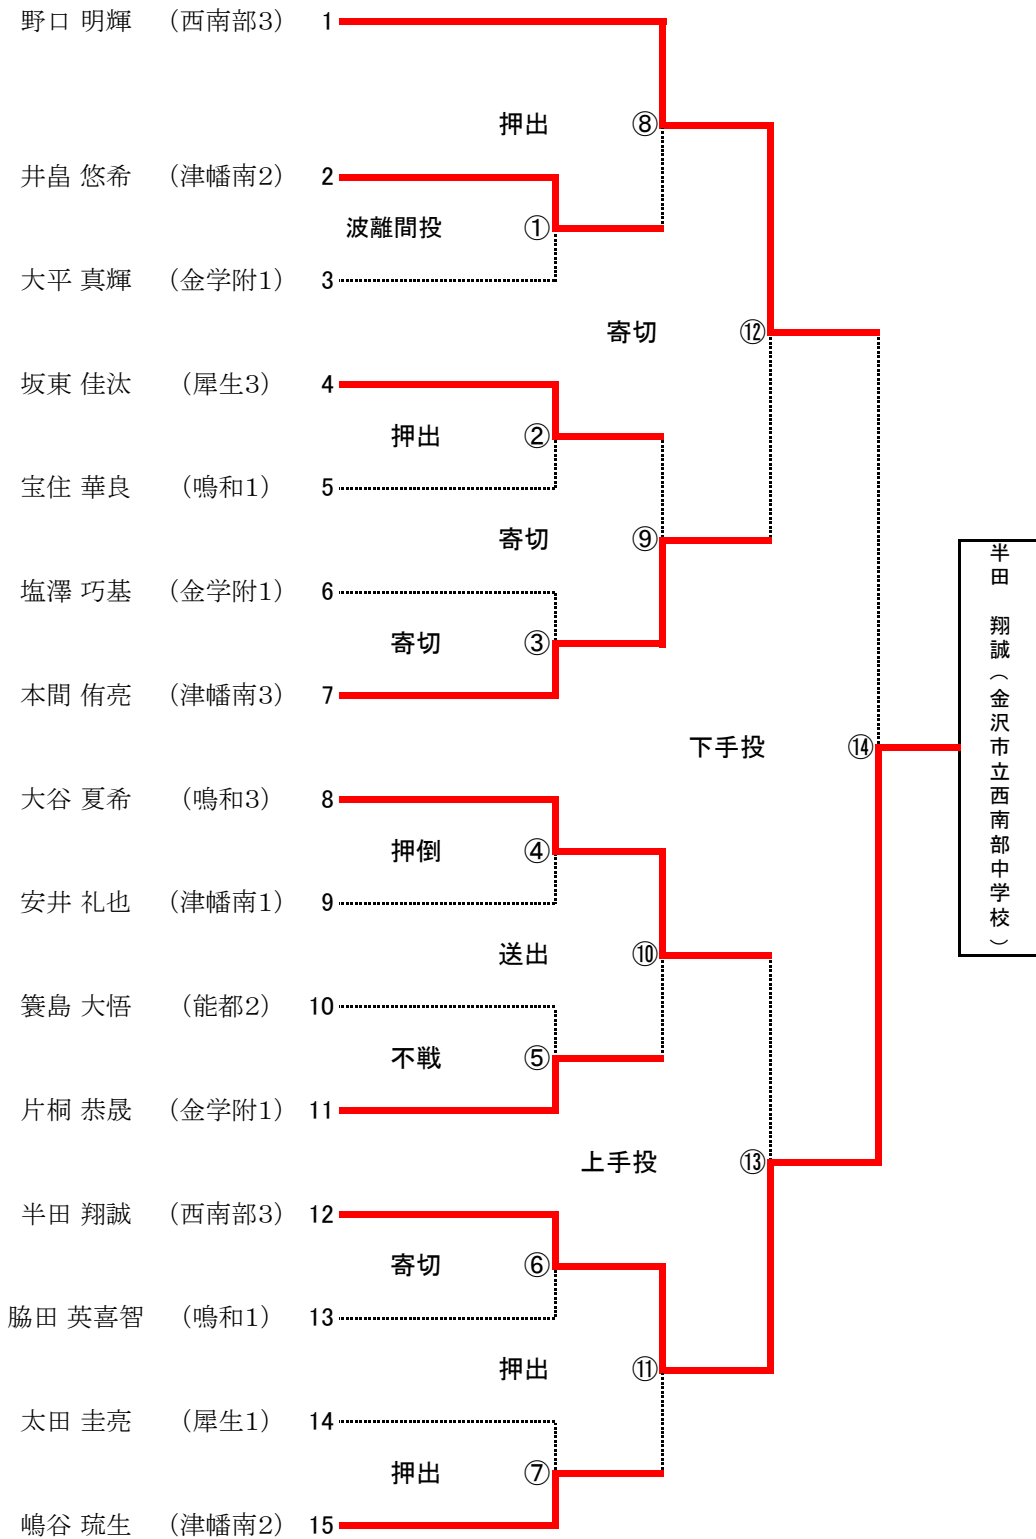 野口 明輝 （西南部3） 1
押出 ⑧
井畠 悠希 （津幡南2） 2
波離間投 ①
大平 真輝 （金学附1） 3
寄切 ⑫
坂東 佳汰 （犀生3） 4
押出 ②
宝住 華良 （鳴和1） 5
寄切 ⑨
塩澤 巧基 （金学附1） 6
寄切 ③
本間 侑亮 （津幡南3） 7
下手投 ⑭
半田 翔誠（金沢市立西南部中学校）
大谷 夏希 （鳴和3） 8
押倒 ④
安井 礼也 （津幡南1） 9
送出 ⑩
簔島 大悟 （能都2） 10
不戦 ⑤
片桐 恭晟 （金学附1） 11
上手投 ⑬
半田 翔誠 （西南部3） 12
寄切 ⑥
脇田 英喜智 （鳴和1） 13
押出 ⑪
太田 圭亮 （犀生1） 14
押出 ⑦
嶋谷 琉生 （津幡南2） 15